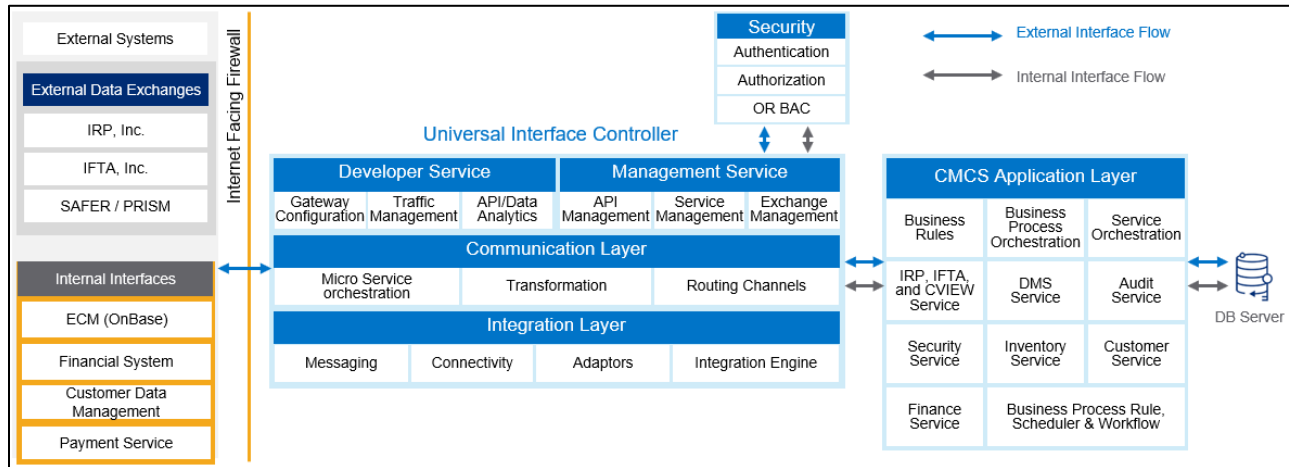 External Systems
External Data Exchanges
IRP, Inc.
IFTA, Inc.
SAFER / PRISM
Internal Interfaces
ECM (OnBase)
Financial System
Customer Data
Management
Payment Service
Internet Facing Firewall
Security
Authentication
Authorization
OR BAC
External Interface Flow
Internal Interface Flow
Universal Interface Controller
Developer Service
Management Service
Gateway
Configuration
Traffic
Management
API/Data
Analytics
API
Management
Service
Management
Exchange
Management
Communication Layer
Micro Service
orchestration
Transformation
Routing Channels
Integration Layer
Messaging
Connectivity
Adaptors
Integration Engine
CMCS Application Layer
Business
Rules
Business
Process
Orchestration
Service
Orchestration
IRP, IFTA,
and CVIEW
Service
DMS
Service
Audit
Service
Security
Service
Inventory
Service
Customer
Service
Finance
Service
Business Process Rule,
Scheduler & Workflow
DB Server